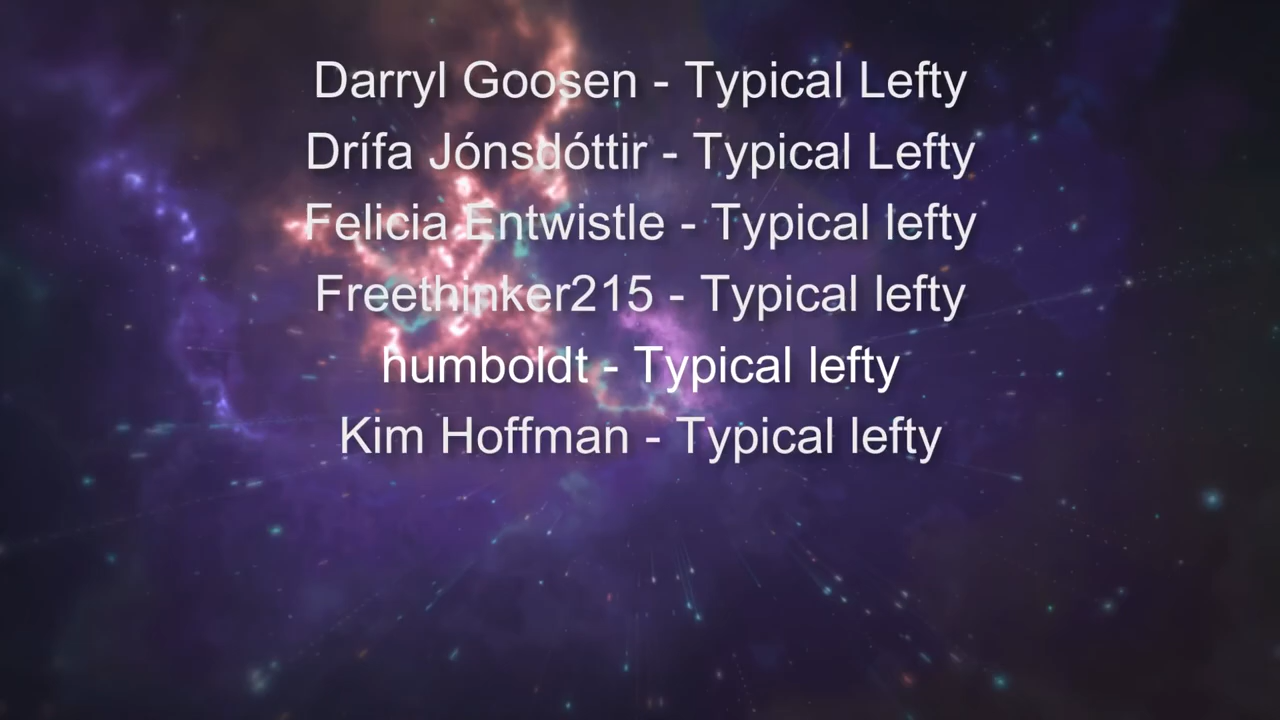 Darryl Goosen - Typical Lefty
Drífa Jónsdóttir - Typical Lefty
Felicia Entwistle - Typical lefty
Freethinker215 - Typical lefty
humboldt - Typical lefty
Kim Hoffman - Typical lefty